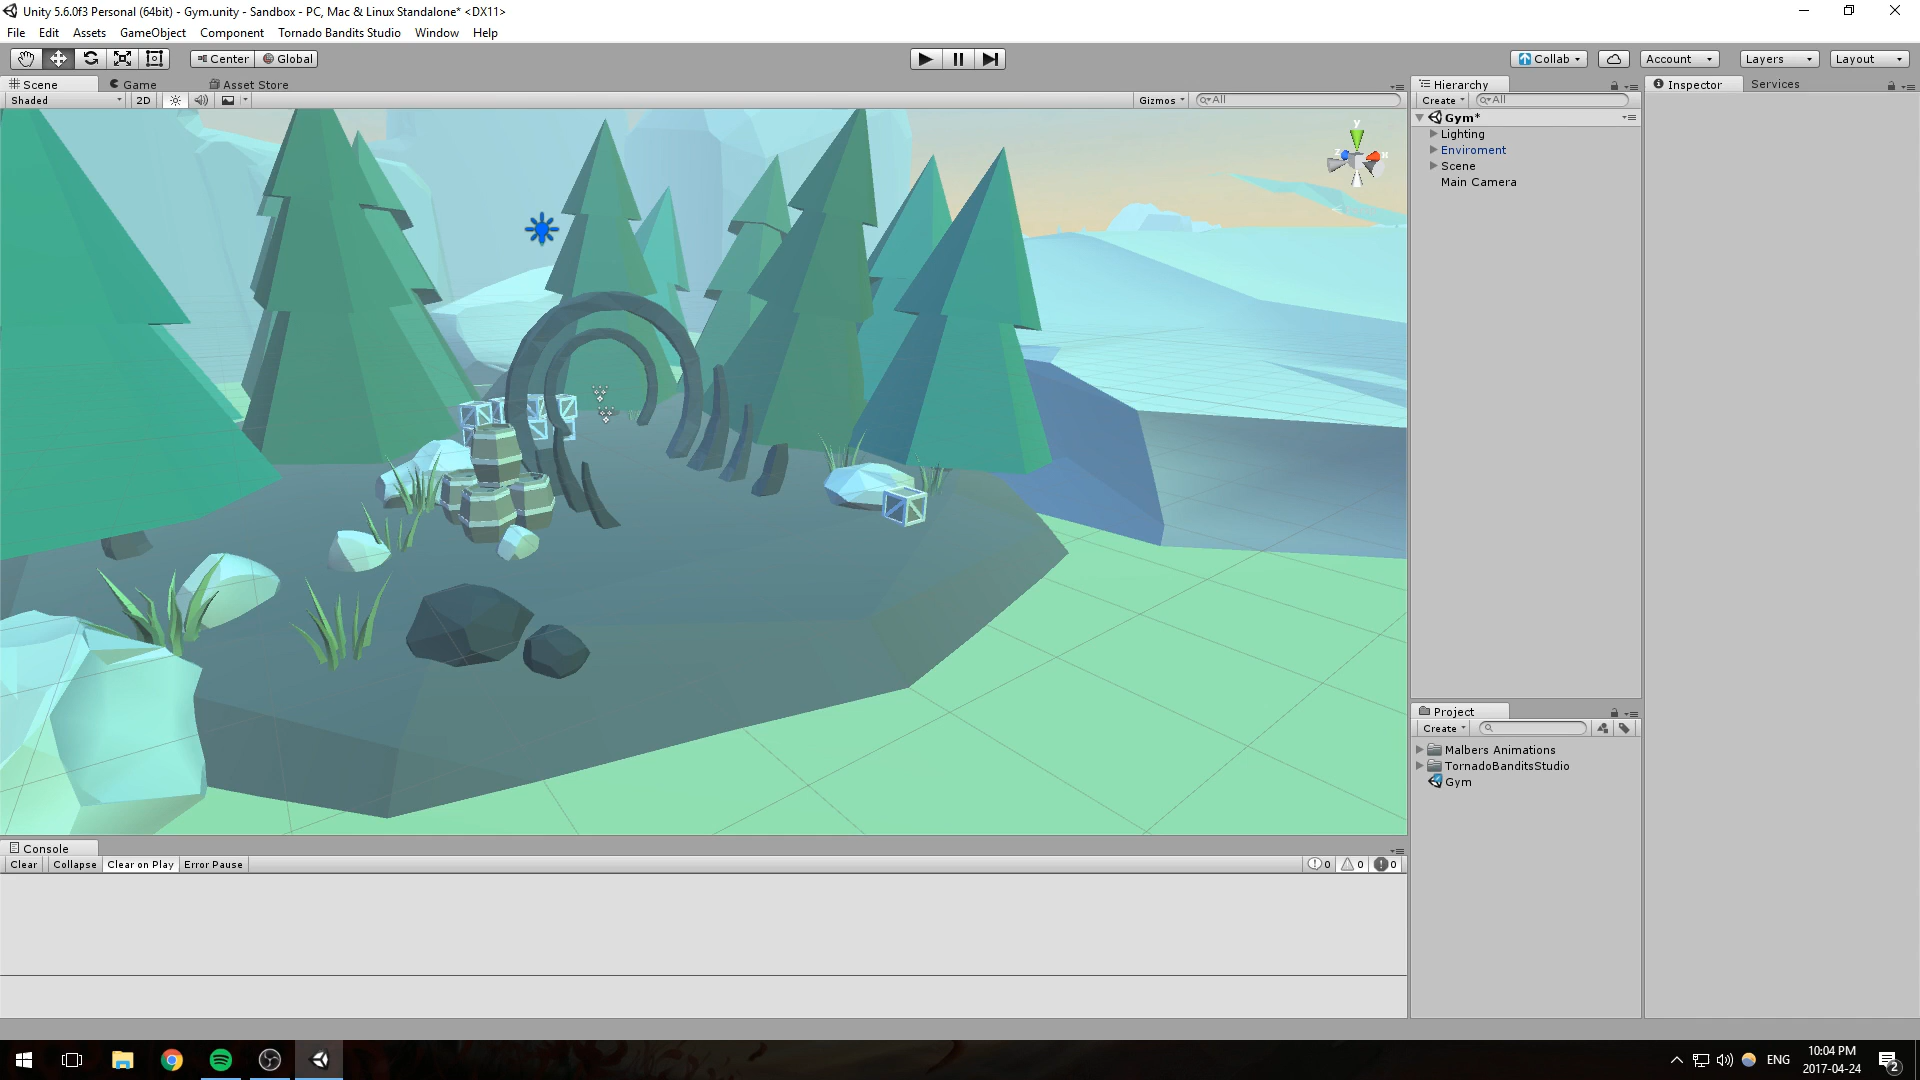 Unity 5.6.0f3 Personal (64bit) - Gym.unity - Sandbox - PC, Mac & Linux Standalone* <DX11>
File Edit Assets GameObject Component Tornado Bandits Studio Window Help
Center Global Collab Account Layers Layout
Scene Game Asset Store
Shaded 2D Gizmos All
y
z x
Hierarchy
Create All
Gym*
Lighting
Enviroment
Scene
Main Camera
Inspector Services
Project
Create
Malbers Animations
TornadoBanditsStudio
Gym
Console
Clear Collapse Clear on Play Error Pause 0 0 0
ENG 10:04 PM
2017-04-24
2